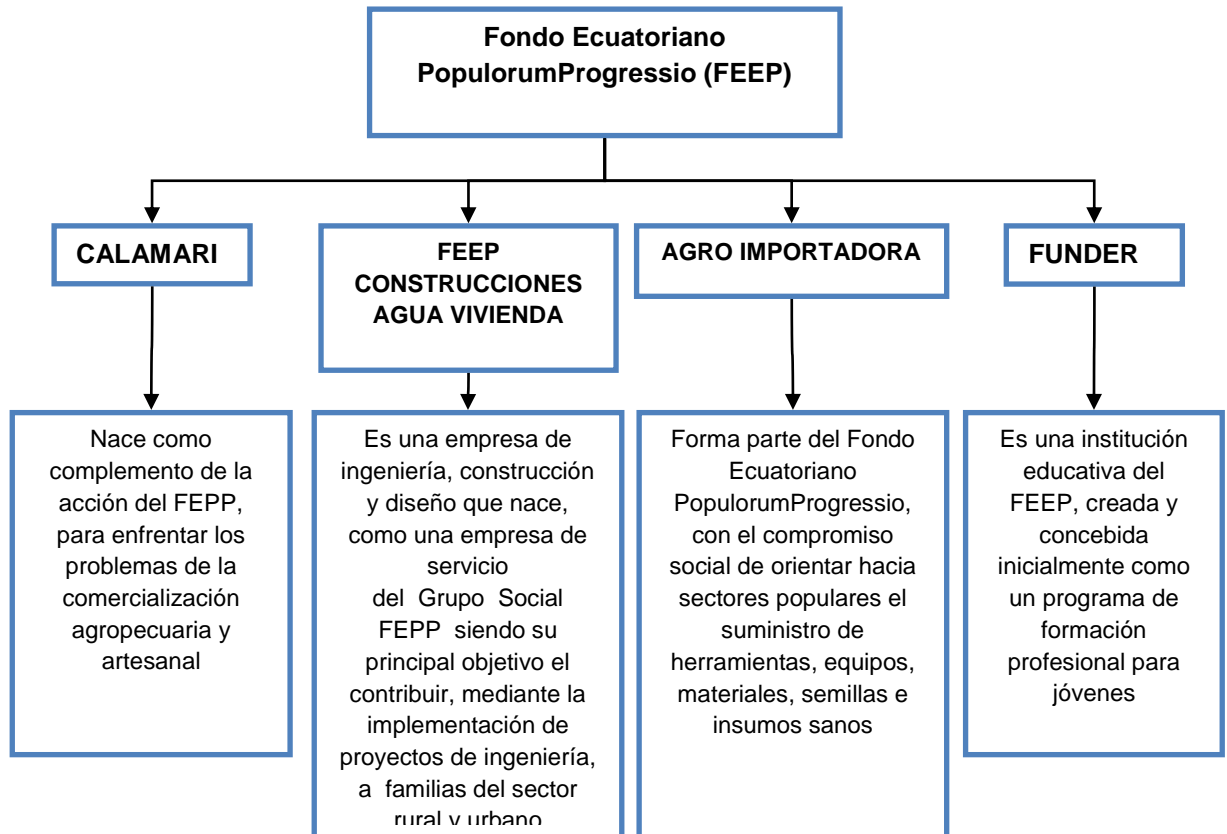 Fondo Ecuatoriano
PopulorumProgressio (FEEP)
CALAMARI
FEEP
CONSTRUCCIONES
AGUA VIVIENDA
AGRO IMPORTADORA
FUNDER
Nace como
complemento de la
acción del FEPP,
para enfrentar los
problemas de la
comercialización
agropecuaria y
artesanal
Es una empresa de
ingeniería, construcción
y diseño que nace,
como una empresa de
servicio
del Grupo Social
FEPP siendo su
principal objetivo el
contribuir, mediante la
implementación de
proyectos de ingeniería,
a familias del sector
rural y urbano
Forma parte del Fondo
Ecuatoriano
PopulorumProgressio,
con el compromiso
social de orientar hacia
sectores populares el
suministro de
herramientas, equipos,
materiales, semillas e
insumos sanos
Es una institución
educativa del
FEEP, creada y
concebida
inicialmente como
un programa de
formación
profesional para
jóvenes